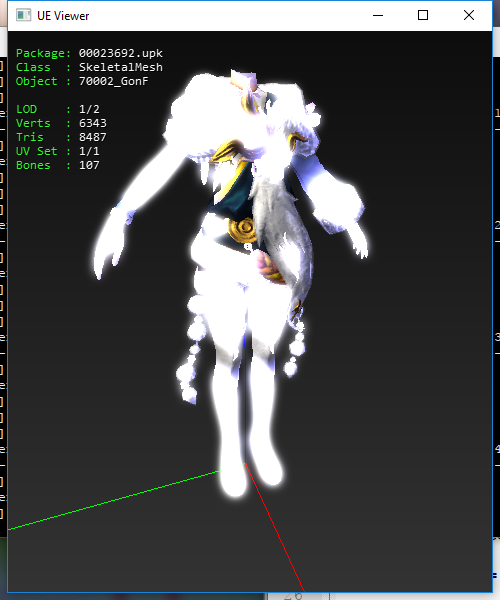 UE Viewer
Package: 00023692.upk
Class : SkeletalMesh
Object : 70002_GonF
LOD : 1/2
Verts : 6343
Tris : 8487
UV Set : 1/1
Bones : 107